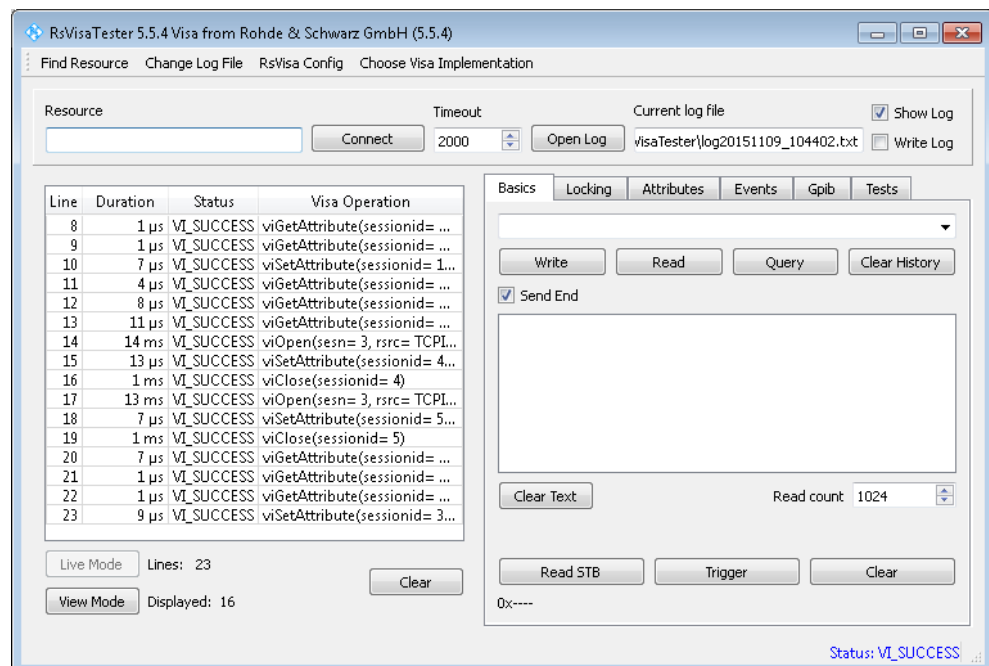 RsVisaTester 5.5.4 Visa from Rohde & Schwarz GmbH (5.5.4)
Find Resource Change Log File RsVisa Config Choose Visa Implementation
Resource
Timeout
Current log file
Show Log
Connect
2000
Open Log
VisaTester\log20151109_104402.txt
Write Log
Line Duration Status Visa Operation
8 1 µs VI_SUCCESS viGetAttribute(sessionid= ...
9 1 µs VI_SUCCESS viGetAttribute(sessionid= ...
10 7 µs VI_SUCCESS viSetAttribute(sessionid= 1...
11 4 µs VI_SUCCESS viGetAttribute(sessionid= ...
12 8 µs VI_SUCCESS viGetAttribute(sessionid= ...
13 11 µs VI_SUCCESS viGetAttribute(sessionid= ...
14 14 ms VI_SUCCESS viOpen(sesn= 3, rsrc= TCPI...
15 13 µs VI_SUCCESS viSetAttribute(sessionid= 4...
16 1 ms VI_SUCCESS viClose(sessionid= 4)
17 13 ms VI_SUCCESS viOpen(sesn= 3, rsrc= TCPI...
18 7 µs VI_SUCCESS viSetAttribute(sessionid= 5...
19 1 ms VI_SUCCESS viClose(sessionid= 5)
20 7 µs VI_SUCCESS viGetAttribute(sessionid= ...
21 1 µs VI_SUCCESS viGetAttribute(sessionid= ...
22 1 µs VI_SUCCESS viGetAttribute(sessionid= ...
23 9 µs VI_SUCCESS viSetAttribute(sessionid= 3...
Live Mode Lines: 23
View Mode Displayed: 16
Clear
Basics Locking Attributes Events Gpib Tests
Write Read Query Clear History
Send End
Clear Text
Read count 1024
Read STB Trigger Clear
0x----
Status: VI_SUCCESS